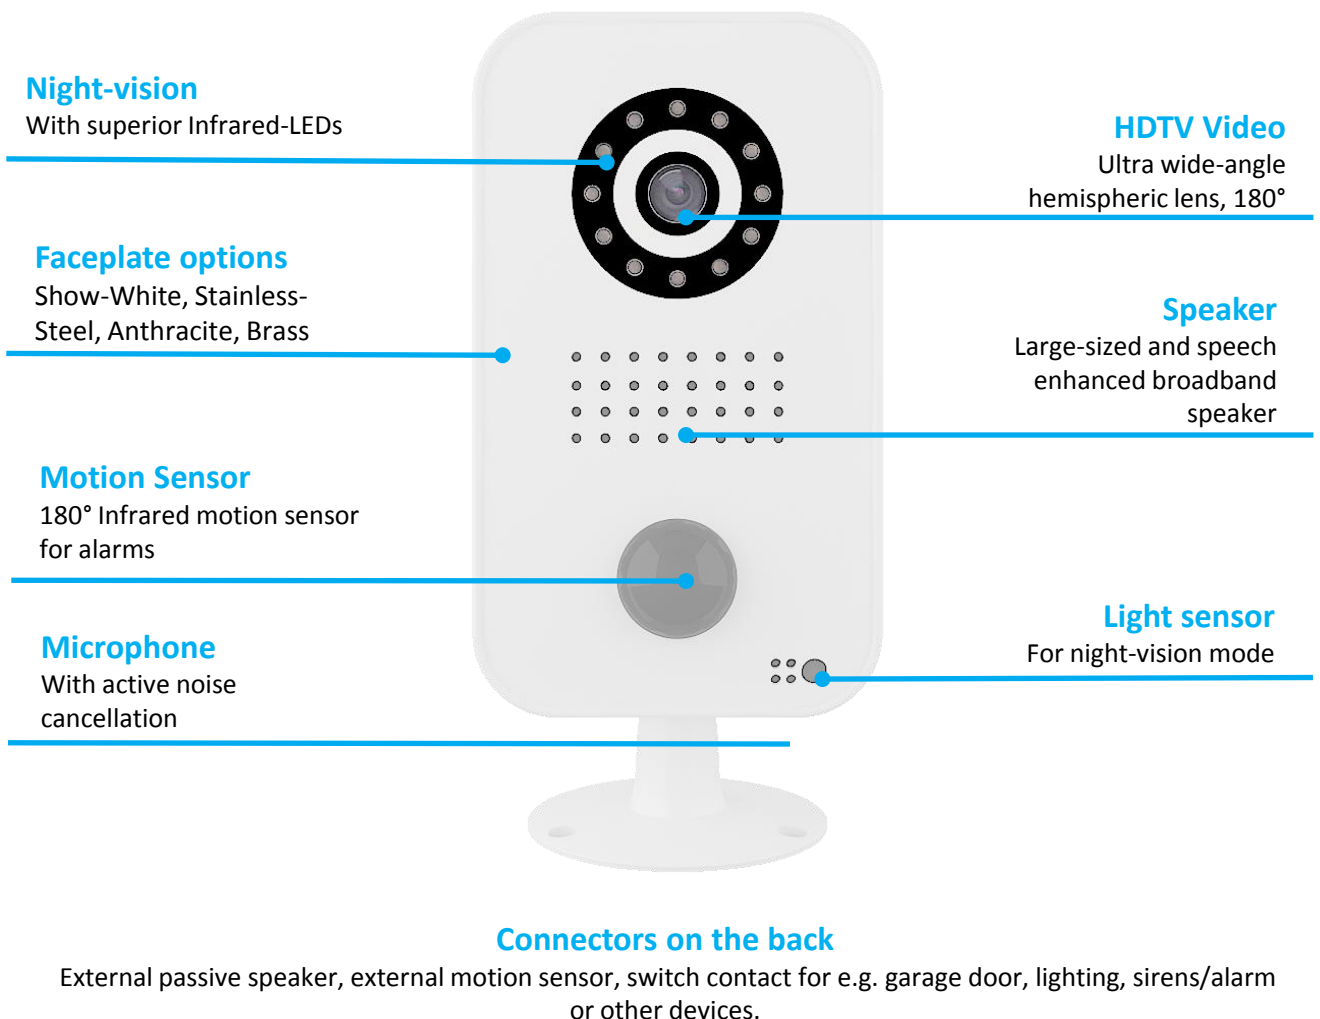 Night-vision
With superior Infrared-LEDs
HDTV Video
Ultra wide-angle
hemispheric lens, 180°
Faceplate options
Show-White, Stainless-
Steel, Anthracite, Brass
Speaker
Large-sized and speech
enhanced broadband
speaker
Motion Sensor
180° Infrared motion sensor
for alarms
Light sensor
For night-vision mode
Microphone
With active noise
cancellation
Connectors on the back
External passive speaker, external motion sensor, switch contact for e.g. garage door, lighting, sirens/alarm
or other devices.